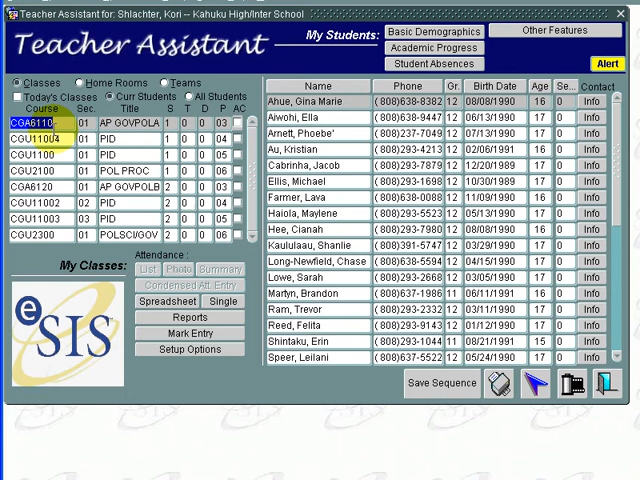 Teacher Assistant for: Shlachter, Kori -- Kahuku High/Inter School
Teacher Assistant
My Students:
Basic Demographics
Academic Progress
Student Absences
Other Features
Alert
Classes Home Rooms Teams
Today's Classes Curr Students All Students
Course Sec. Title S T D P AC
CGA6110 01 AP GOVPOLA 1 0 0 03
CGU11004 01 PID 1 0 0 04
CGU1100 01 PID 1 0 0 05
CGU2100 01 POL PROC 1 0 0 06
CGA6120 01 AP GOVPOLB 2 0 0 03
CGU11002 02 PID 2 0 0 04
CGU11003 03 PID 2 0 0 05
CGU2300 01 POLSCI/GOV 2 0 0 06
My Classes:
Attendance :
List Photo Summary
Condensed Att. Entry
Spreadsheet Single
Reports
Mark Entry
Setup Options
eSIS
Name Phone Gr. Birth Date Age Se... Contact
Ahue, Gina Marie (808)638-8382 12 08/08/1990 16 0 Info
Aiwohi, Ella (808)638-9447 12 06/13/1990 17 0 Info
Arnett, Phoebe' (808)237-7049 12 07/13/1990 17 0 Info
Au, Kristian (808)293-4213 12 02/06/1991 16 0 Info
Cabrinha, Jacob (808)293-7879 12 12/20/1989 17 0 Info
Ellis, Michael (808)293-1698 12 10/30/1989 17 0 Info
Farmer, Lava (808)638-0088 12 11/09/1990 16 0 Info
Haiola, Maylene (808)293-5523 12 05/13/1990 17 0 Info
Hee, Cianah (808)293-7980 12 08/08/1990 16 0 Info
Kaululaau, Shanlie (808)391-5747 12 03/29/1990 17 0 Info
Long-Newfield, Chase (808)638-5594 12 04/15/1990 17 0 Info
Lowe, Sarah (808)293-2668 12 03/05/1990 17 0 Info
Martyn, Brandon (808)637-1986 11 06/11/1991 16 0 Info
Ram, Trevor (808)293-2332 12 03/11/1990 17 0 Info
Reed, Felita (808)293-9143 12 01/12/1990 17 0 Info
Shintaku, Erin (808)293-1044 11 08/21/1991 15 0 Info
Speer, Leilani (808)637-5522 12 05/24/1990 17 0 Info
Save Sequence